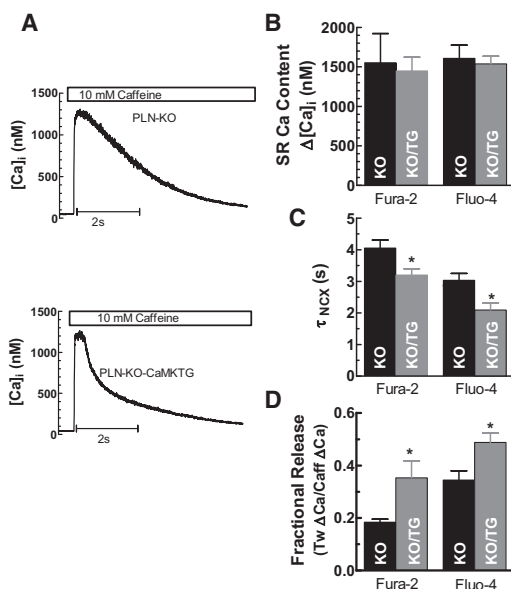 A
10 mM Caffeine
PLN-KO
[Ca]i (nM)
1500
1000
500
0
2s
10 mM Caffeine
PLN-KO-CaMKTG
[Ca]i (nM)
1500
1000
500
0
2s
B
SR Ca Content
Δ[Ca]i (nM)
2000
1500
1000
500
0
KO
KO/TG
KO
KO/TG
Fura-2
Fluo-4
C
τ NCX (s)
5
4
3
2
1
0
KO
KO/TG
*
KO
KO/TG
*
Fura-2
Fluo-4
D
Fractional Release
(Tw ΔCa/Caff ΔCa)
0.6
0.4
0.2
0.0
KO
KO/TG
*
KO
KO/TG
*
Fura-2
Fluo-4